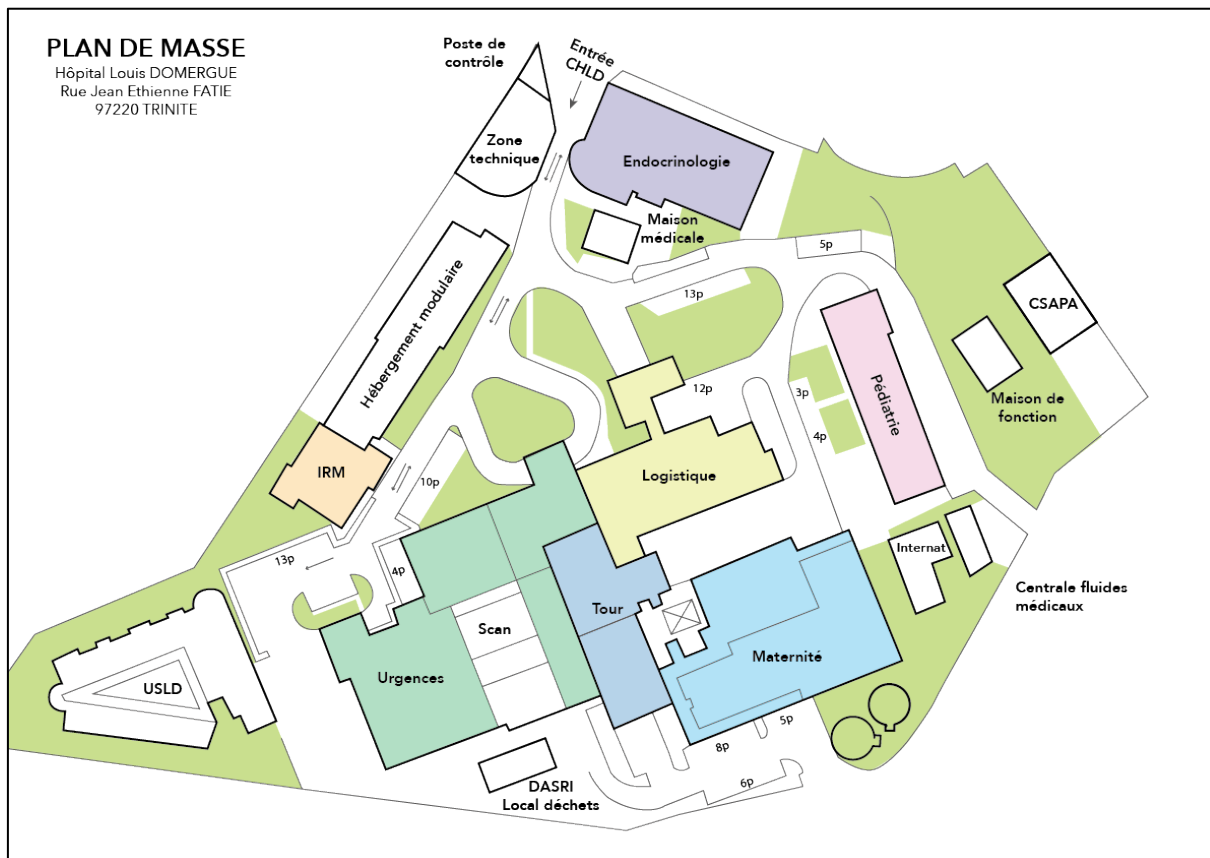 PLAN DE MASSE
Hôpital Louis DOMERGUE
Rue Jean Ethienne FATIE
97220 TRINITE
Poste de
contrôle
Entrée
CHLD
Zone
technique
Endocrinologie
Maison
médicale
5p
13p
CSAPA
Hébergement modulaire
12p
3p
4p
Pédiatrie
Maison de
fonction
IRM
10p
Logistique
13p
4p
Internat
Centrale fluides
médicaux
Tour
Scan
Maternité
Urgences
USLD
5p
8p
6p
DASRI
Local déchets